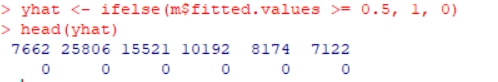 > yhat <- ifelse(m$fitted.values >= 0.5, 1, 0)
> head(yhat)
7662 25806 15521 10192 8174 7122
0 0 0 0 0 0